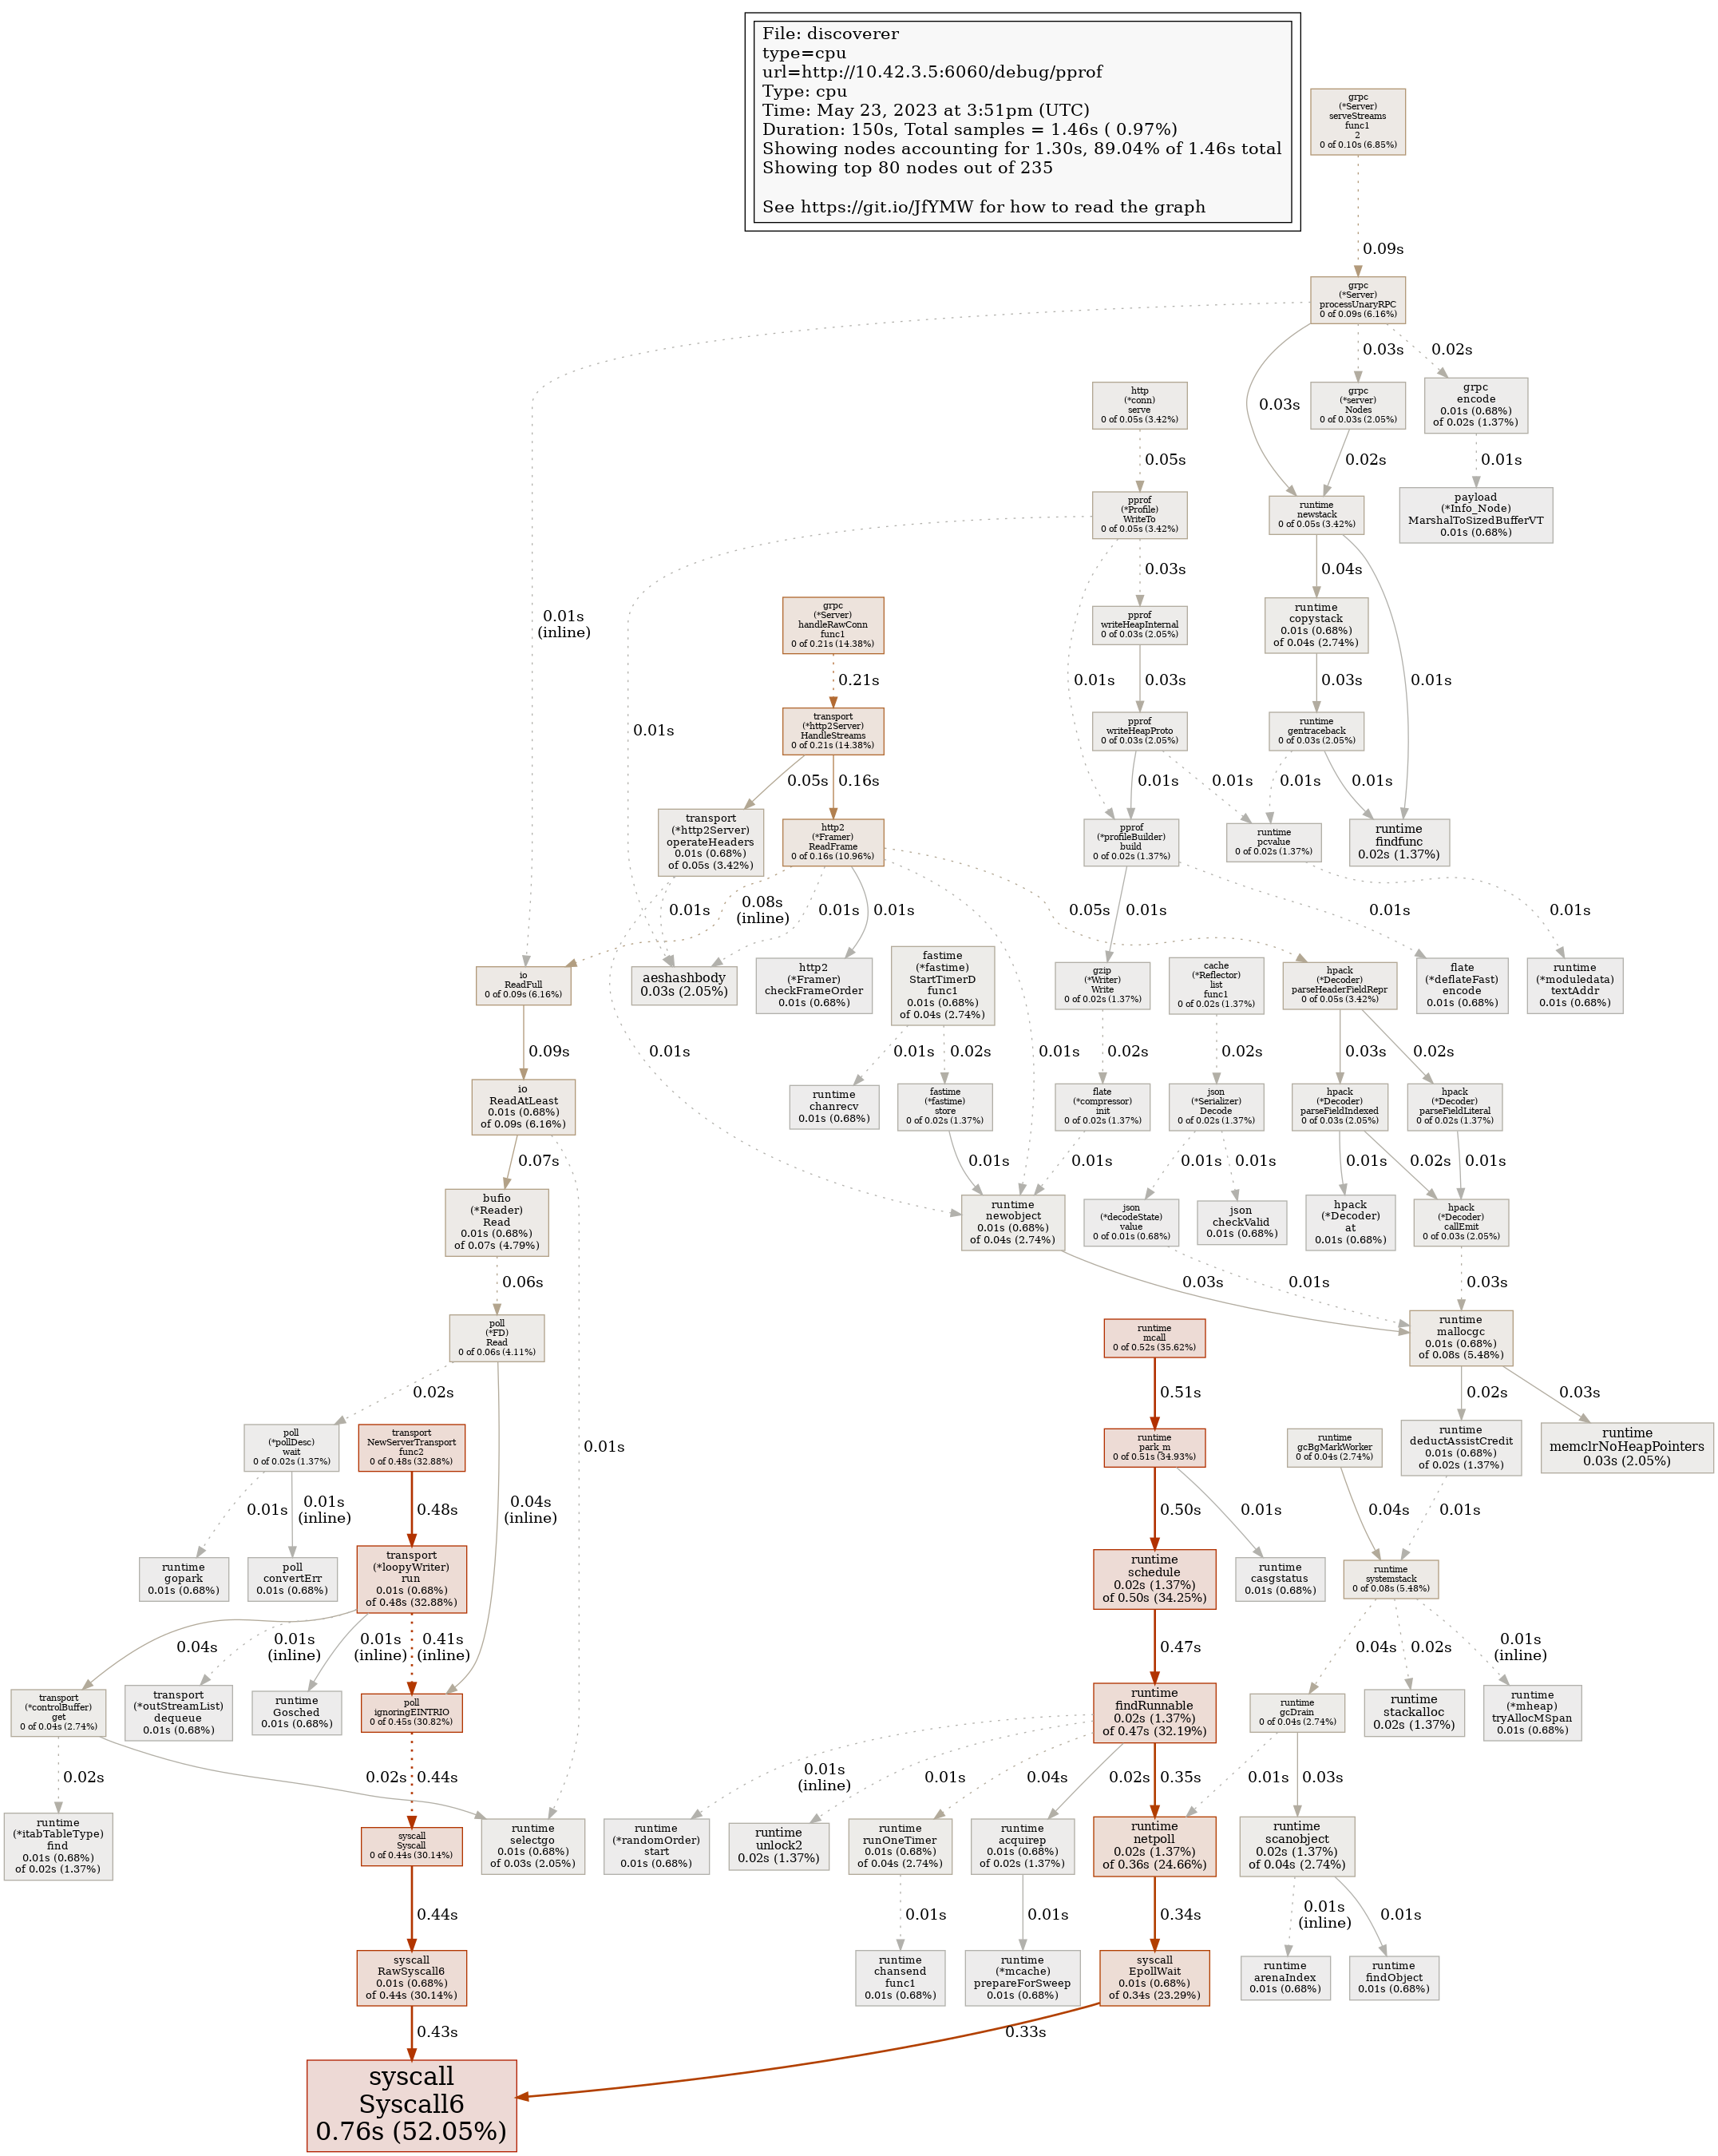 File: discoverer
type=cpu
url=http://10.42.3.5:6060/debug/pprof
Type: cpu
Time: May 23, 2023 at 3:51pm (UTC)
Duration: 150s, Total samples = 1.46s ( 0.97%)
Showing nodes accounting for 1.30s, 89.04% of 1.46s total
Showing top 80 nodes out of 235
See https://git.io/JfYMW for how to read the graph
grpc
(*Server)
serveStreams
func1
2
0 of 0.10s (6.85%)
0.09s
grpc
(*Server)
processUnaryRPC
0 of 0.09s (6.16%)
0.03s
0.02s
http
(*conn)
serve
0 of 0.05s (3.42%)
0.03s
grpc
(*server)
Nodes
0 of 0.03s (2.05%)
grpc
encode
0.01s (0.68%)
of 0.02s (1.37%)
0.05s
0.02s
0.01s
pprof
(*Profile)
WriteTo
0 of 0.05s (3.42%)
runtime
newstack
0 of 0.05s (3.42%)
payload
(*Info_Node)
MarshalToSizedBufferVT
0.01s (0.68%)
0.03s
0.04s
0.01s
(inline)
grpc
(*Server)
handleRawConn
func1
0 of 0.21s (14.38%)
pprof
writeHeapInternal
0 of 0.03s (2.05%)
runtime
copystack
0.01s (0.68%)
of 0.04s (2.74%)
0.21s
0.01s
0.03s
0.03s
0.01s
0.01s
transport
(*http2Server)
HandleStreams
0 of 0.21s (14.38%)
pprof
writeHeapProto
0 of 0.03s (2.05%)
runtime
gentraceback
0 of 0.03s (2.05%)
0.05s
0.16s
0.01s
0.01s
0.01s
0.01s
transport
(*http2Server)
operateHeaders
0.01s (0.68%)
of 0.05s (3.42%)
http2
(*Framer)
ReadFrame
0 of 0.16s (10.96%)
pprof
(*profileBuilder)
build
0 of 0.02s (1.37%)
runtime
pcvalue
0 of 0.02s (1.37%)
runtime
findfunc
0.02s (1.37%)
0.01s
0.08s
(inline)
0.01s
0.01s
0.05s
0.01s
0.01s
0.01s
io
ReadFull
0 of 0.09s (6.16%)
aeshashbody
0.03s (2.05%)
http2
(*Framer)
checkFrameOrder
0.01s (0.68%)
fastime
(*fastime)
StartTimerD
func1
0.01s (0.68%)
of 0.04s (2.74%)
gzip
(*Writer)
Write
0 of 0.02s (1.37%)
cache
(*Reflector)
list
func1
0 of 0.02s (1.37%)
hpack
(*Decoder)
parseHeaderFieldRepr
0 of 0.05s (3.42%)
flate
(*deflateFast)
encode
0.01s (0.68%)
runtime
(*moduledata)
textAddr
0.01s (0.68%)
0.09s
0.01s
0.01s
0.02s
0.01s
0.02s
0.02s
0.03s
0.02s
io
ReadAtLeast
0.01s (0.68%)
of 0.09s (6.16%)
runtime
chanrecv
0.01s (0.68%)
fastime
(*fastime)
store
0 of 0.02s (1.37%)
flate
(*compressor)
init
0 of 0.02s (1.37%)
json
(*Serializer)
Decode
0 of 0.02s (1.37%)
hpack
(*Decoder)
parseFieldIndexed
0 of 0.03s (2.05%)
hpack
(*Decoder)
parseFieldLiteral
0 of 0.02s (1.37%)
0.07s
0.01s
0.01s
0.01s
0.01s
0.01s
0.02s
0.01s
bufio
(*Reader)
Read
0.01s (0.68%)
of 0.07s (4.79%)
runtime
newobject
0.01s (0.68%)
of 0.04s (2.74%)
json
(*decodeState)
value
0 of 0.01s (0.68%)
json
checkValid
0.01s (0.68%)
hpack
(*Decoder)
at
0.01s (0.68%)
hpack
(*Decoder)
callEmit
0 of 0.03s (2.05%)
0.06s
0.03s
0.01s
0.03s
poll
(*FD)
Read
0 of 0.06s (4.11%)
runtime
mcall
0 of 0.52s (35.62%)
runtime
mallocgc
0.01s (0.68%)
of 0.08s (5.48%)
0.02s
0.51s
0.02s
0.03s
poll
(*pollDesc)
wait
0 of 0.02s (1.37%)
transport
NewServerTransport
func2
0 of 0.48s (32.88%)
0.01s
runtime
park_m
0 of 0.51s (34.93%)
runtime
gcBgMarkWorker
0 of 0.04s (2.74%)
runtime
deductAssistCredit
0.01s (0.68%)
of 0.02s (1.37%)
runtime
memclrNoHeapPointers
0.03s (2.05%)
0.01s
0.01s
(inline)
0.48s
0.04s
(inline)
0.50s
0.01s
0.04s
0.01s
runtime
gopark
0.01s (0.68%)
poll
convertErr
0.01s (0.68%)
transport
(*loopyWriter)
run
0.01s (0.68%)
of 0.48s (32.88%)
runtime
schedule
0.02s (1.37%)
of 0.50s (34.25%)
runtime
casgstatus
0.01s (0.68%)
runtime
systemstack
0 of 0.08s (5.48%)
0.04s
0.01s
(inline)
0.01s
(inline)
0.41s
(inline)
0.47s
0.04s
0.02s
0.01s
(inline)
transport
(*controlBuffer)
get
0 of 0.04s (2.74%)
transport
(*outStreamList)
dequeue
0.01s (0.68%)
runtime
Gosched
0.01s (0.68%)
poll
ignoringEINTRIO
0 of 0.45s (30.82%)
runtime
findRunnable
0.02s (1.37%)
of 0.47s (32.19%)
runtime
gcDrain
0 of 0.04s (2.74%)
runtime
stackalloc
0.02s (1.37%)
runtime
(*mheap)
tryAllocMSpan
0.01s (0.68%)
0.02s
0.02s
0.44s
0.01s
(inline)
0.01s
0.04s
0.02s
0.35s
0.01s
0.03s
runtime
(*itabTableType)
find
0.01s (0.68%)
of 0.02s (1.37%)
syscall
Syscall
0 of 0.44s (30.14%)
runtime
selectgo
0.01s (0.68%)
of 0.03s (2.05%)
runtime
(*randomOrder)
start
0.01s (0.68%)
runtime
unlock2
0.02s (1.37%)
runtime
runOneTimer
0.01s (0.68%)
of 0.04s (2.74%)
runtime
acquirep
0.01s (0.68%)
of 0.02s (1.37%)
runtime
netpoll
0.02s (1.37%)
of 0.36s (24.66%)
runtime
scanobject
0.02s (1.37%)
of 0.04s (2.74%)
0.44s
0.01s
0.01s
0.34s
0.01s
(inline)
0.01s
syscall
RawSyscall6
0.01s (0.68%)
of 0.44s (30.14%)
runtime
chansend
func1
0.01s (0.68%)
runtime
(*mcache)
prepareForSweep
0.01s (0.68%)
syscall
EpollWait
0.01s (0.68%)
of 0.34s (23.29%)
runtime
arenaIndex
0.01s (0.68%)
runtime
findObject
0.01s (0.68%)
0.43s
0.33s
syscall
Syscall6
0.76s (52.05%)